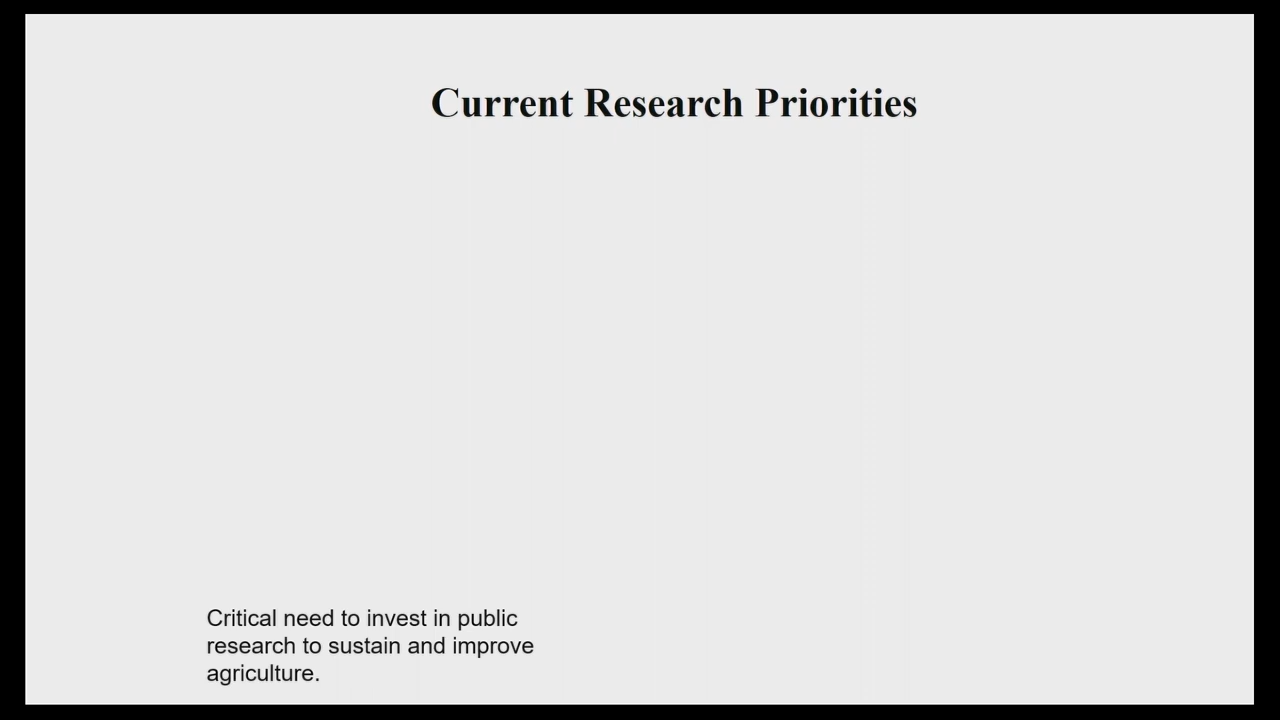 Current Research Priorities
Critical need to invest in public
research to sustain and improve
agriculture.